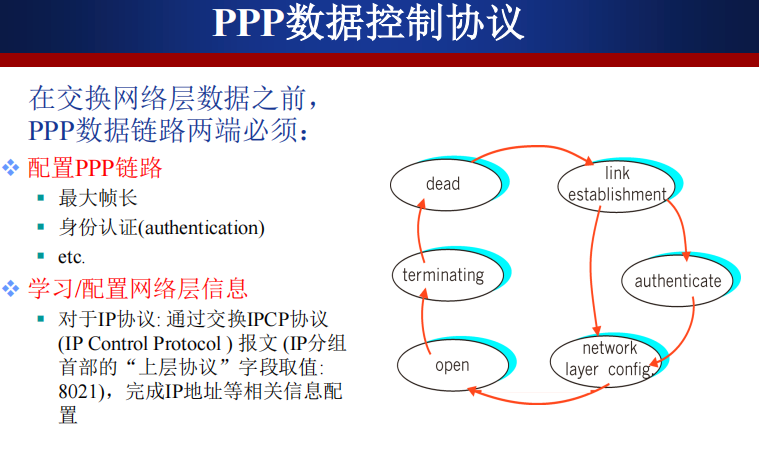 PPP数据控制协议
在交换网络层数据之前，
PPP数据链路两端必须：
配置PPP链路
最大帧长
身份认证(authentication)
etc.
学习/配置网络层信息
对于IP协议: 通过交换IPCP协议
(IP Control Protocol ) 报文 (IP分组
首部的“上层协议”字段取值:
8021)，完成IP地址等相关信息配
置
dead
link
establishment
terminating
authenticate
open
network
layer config.